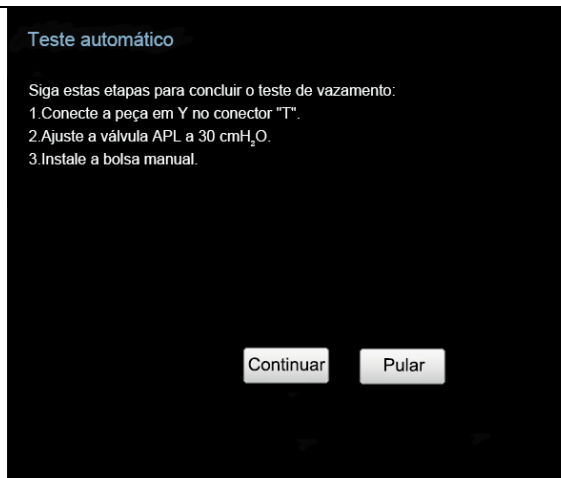 Teste automático
Siga estas etapas para concluir o teste de vazamento:
1.Conecte a peça em Y no conector "T".
2.Ajuste a válvula APL a 30 cmH₂O.
3.Instale a bolsa manual.
Continuar
Pular